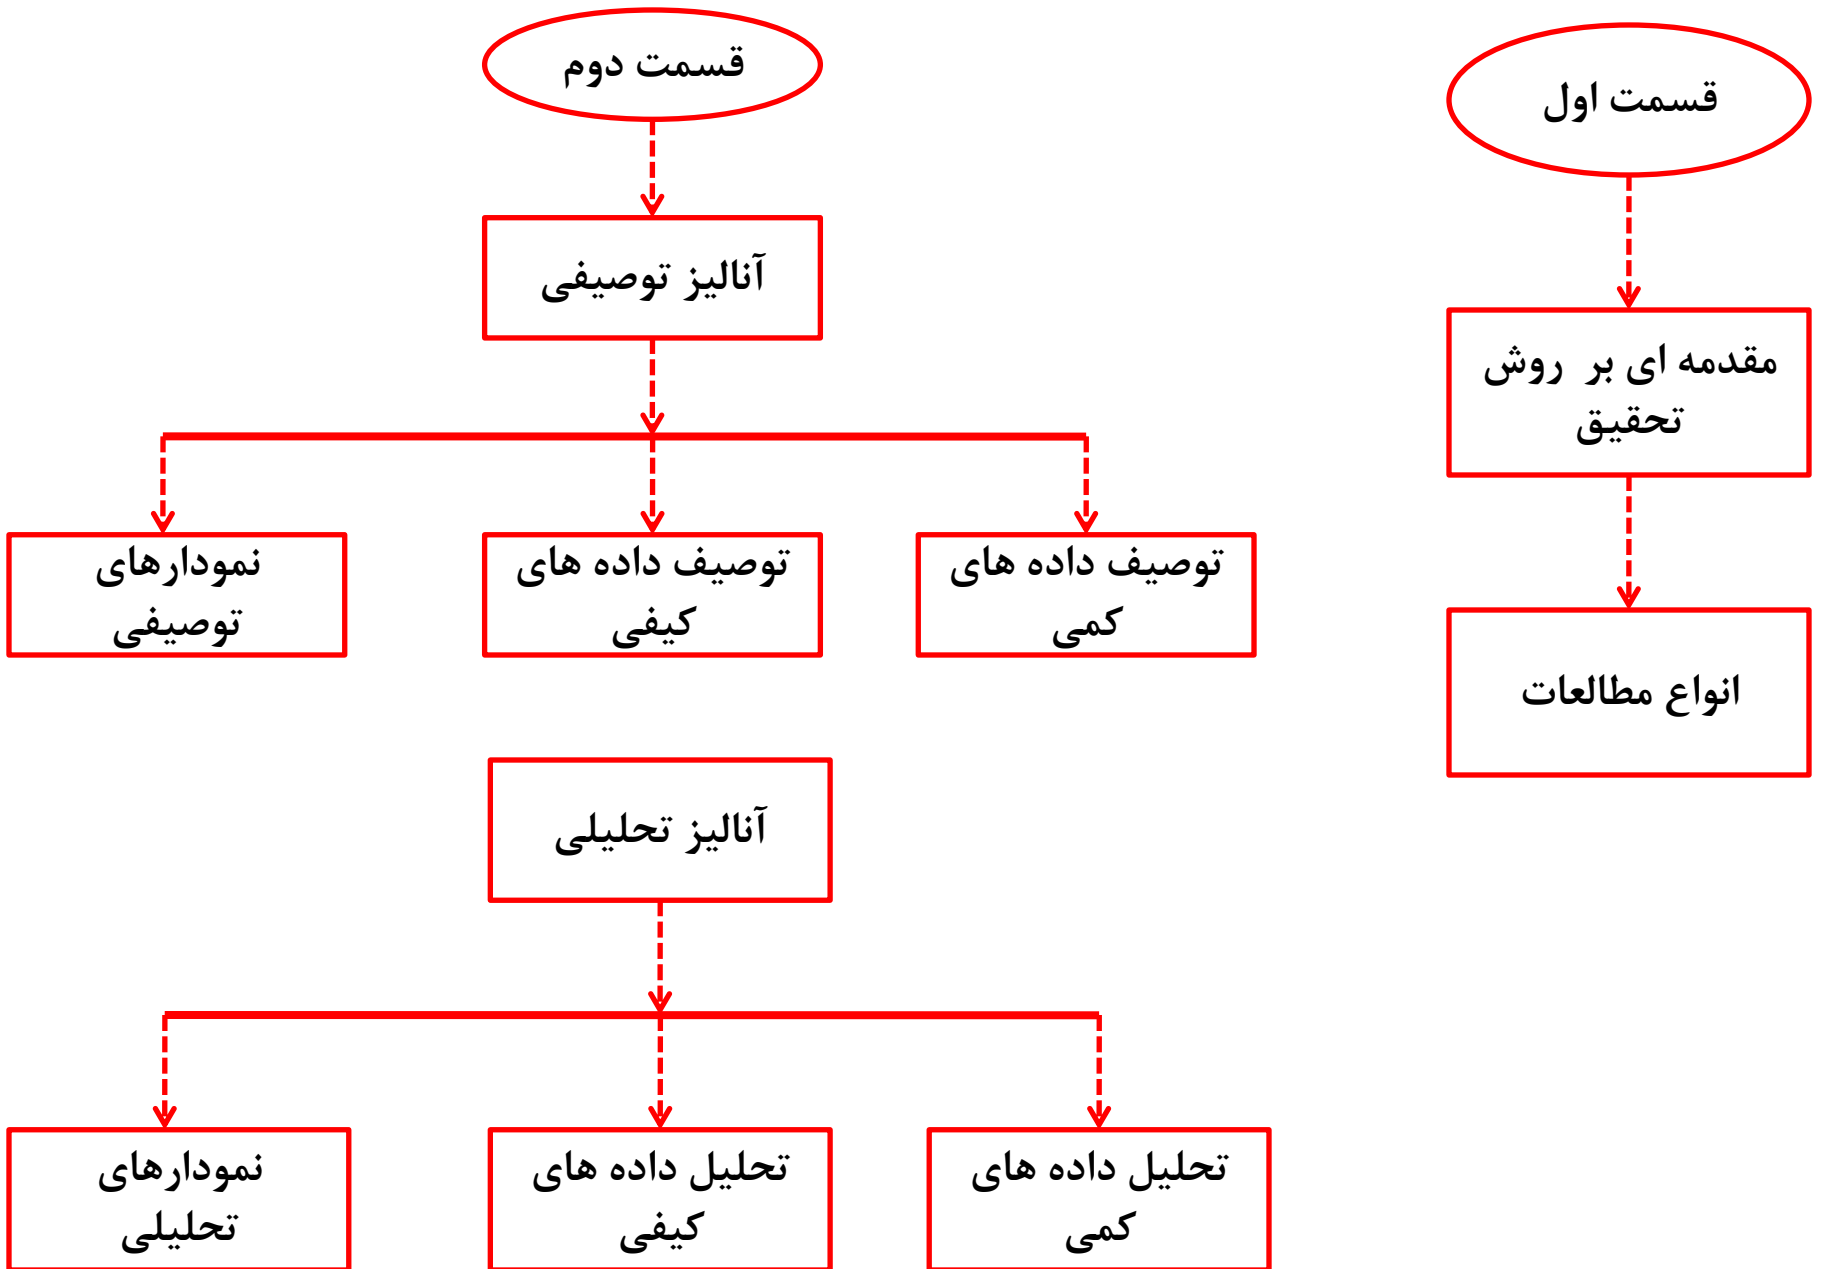 قسمت اول
مقدمه ای بر روش
تحقیق
انواع مطالعات
قسمت دوم
آنالیز توصیفی
توصیف داده های
کمی
توصیف داده های
کیفی
نمودارهای
توصیفی
آنالیز تحلیلی
تحلیل داده های
کمی
تحلیل داده های
کیفی
نمودارهای
تحلیلی